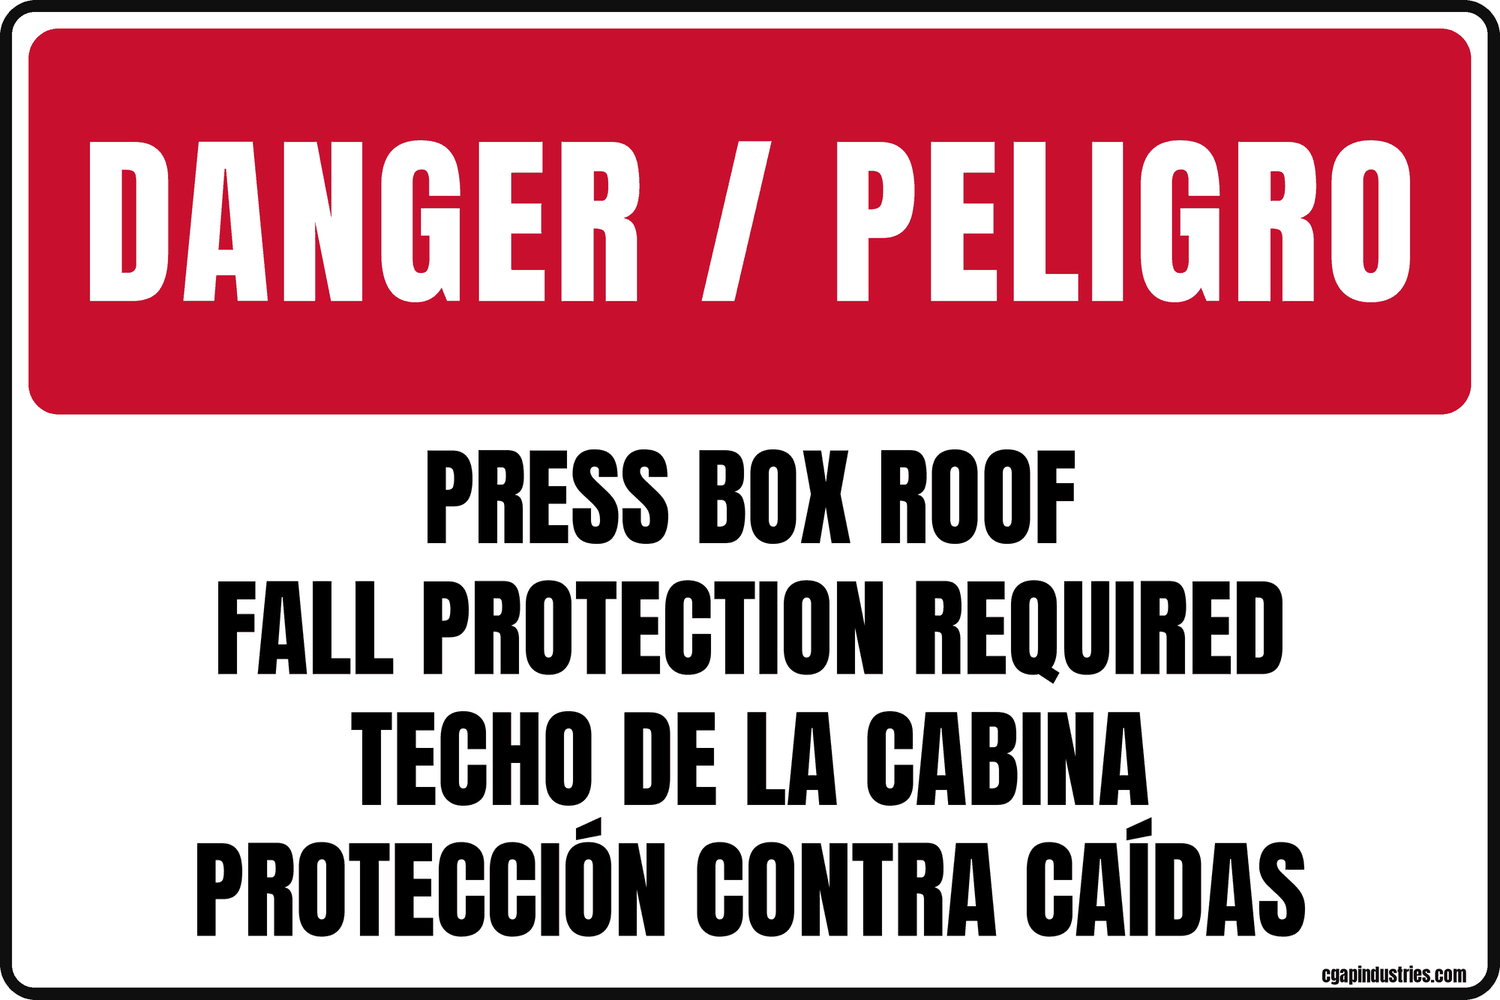 DANGER / PELIGRO
PRESS BOX ROOF
FALL PROTECTION REQUIRED
TECHO DE LA CABINA
PROTECCIÓN CONTRA CAÍDAS
cgapindustries.com